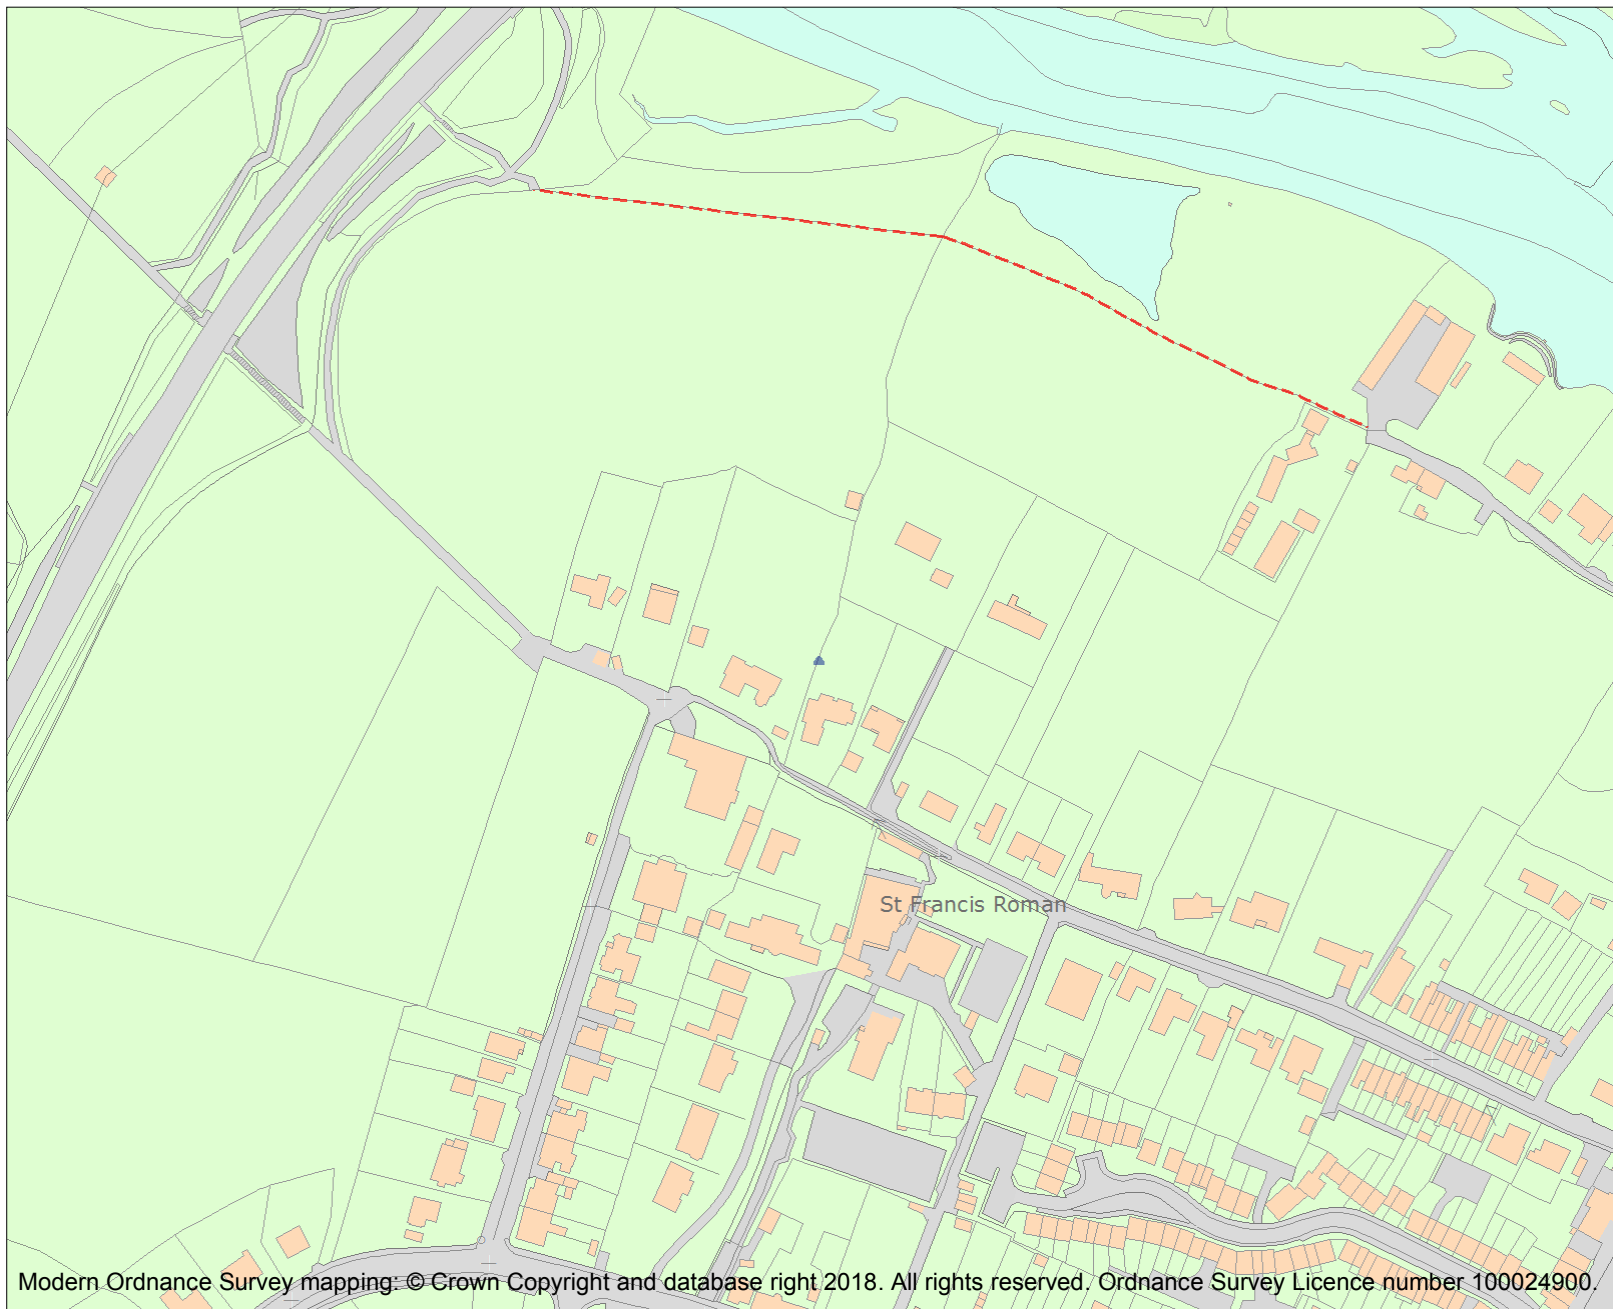 St Francis Roman
Modern Ordnance Survey mapping: © Crown Copyright and database right 2018. All rights reserved. Ordnance Survey Licence number 100024900.